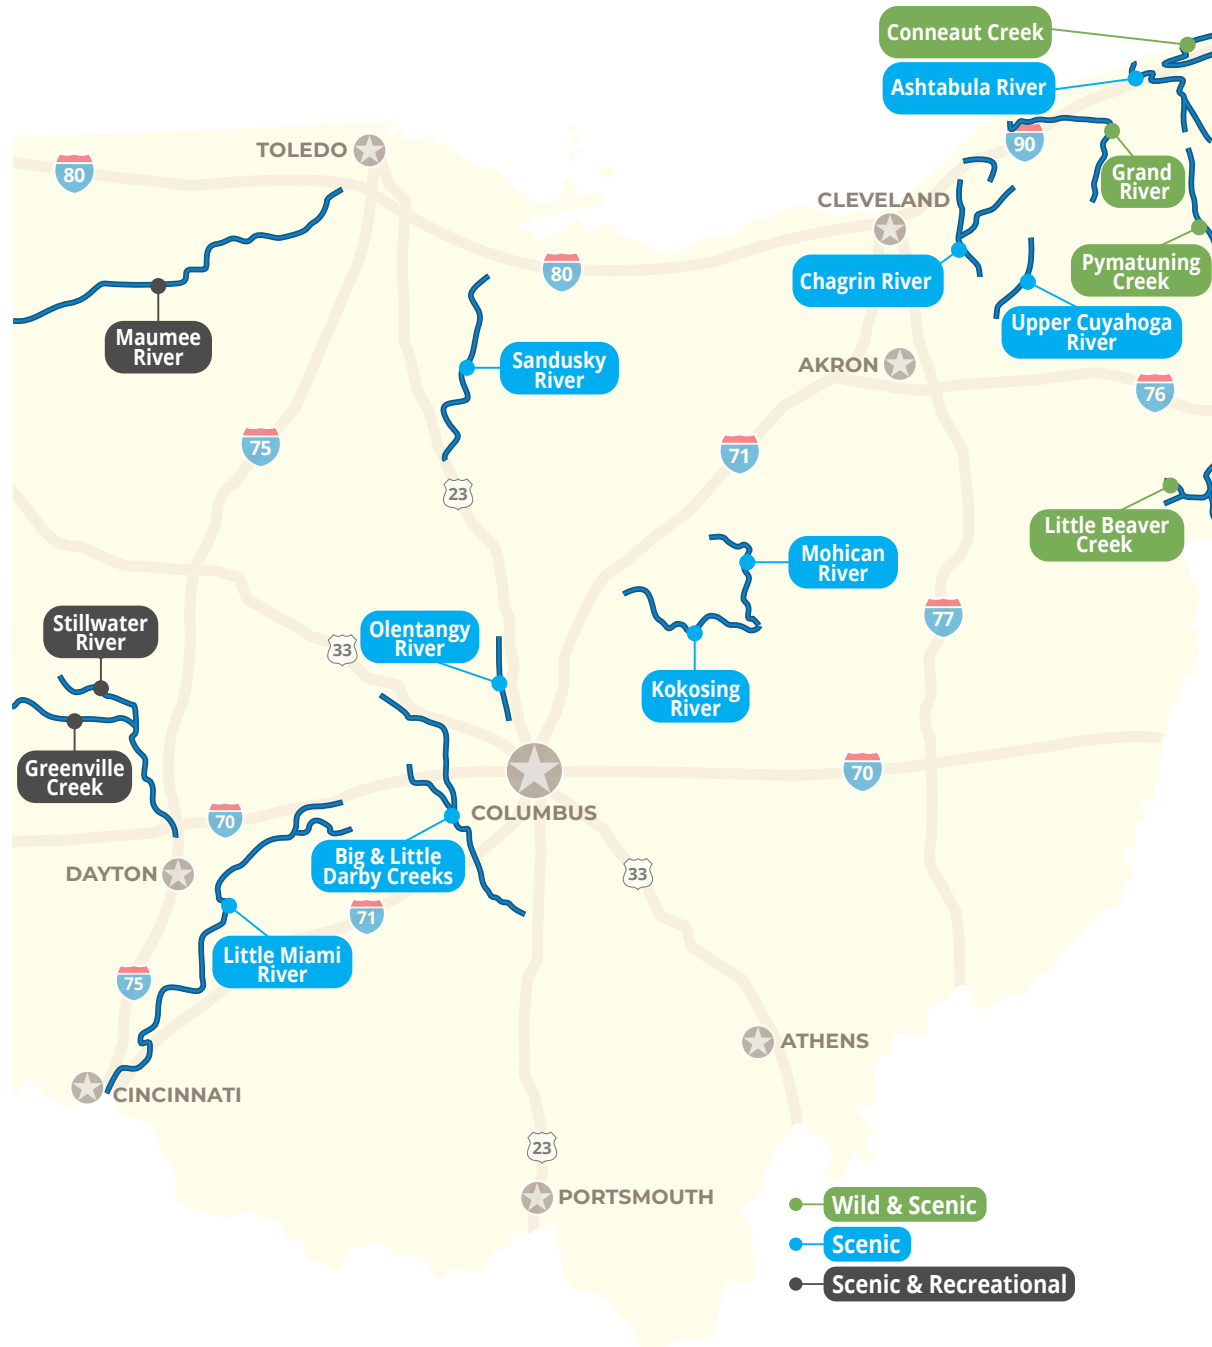 Conneaut Creek
Ashtabula River
TOLEDO
90
80
Grand
River
CLEVELAND
Pymatuning
Creek
80
Chagrin River
Upper Cuyahoga
River
Maumee
River
Sandusky
River
AKRON
76
75
71
23
Little Beaver
Creek
Mohican
River
77
Stillwater
River
Olentangy
River
33
Kokosing
River
Greenville
Creek
70
COLUMBUS
70
Big & Little
Darby Creeks
DAYTON
33
71
Little Miami
River
75
ATHENS
CINCINNATI
23
PORTSMOUTH
Wild & Scenic
Scenic
Scenic & Recreational